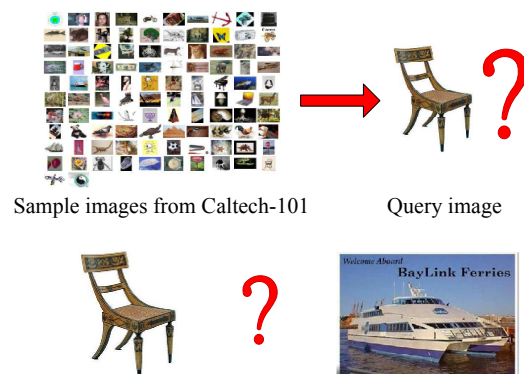 Sample images from Caltech-101
Query image
?
?
Welcome Aboard
BayLink Ferries